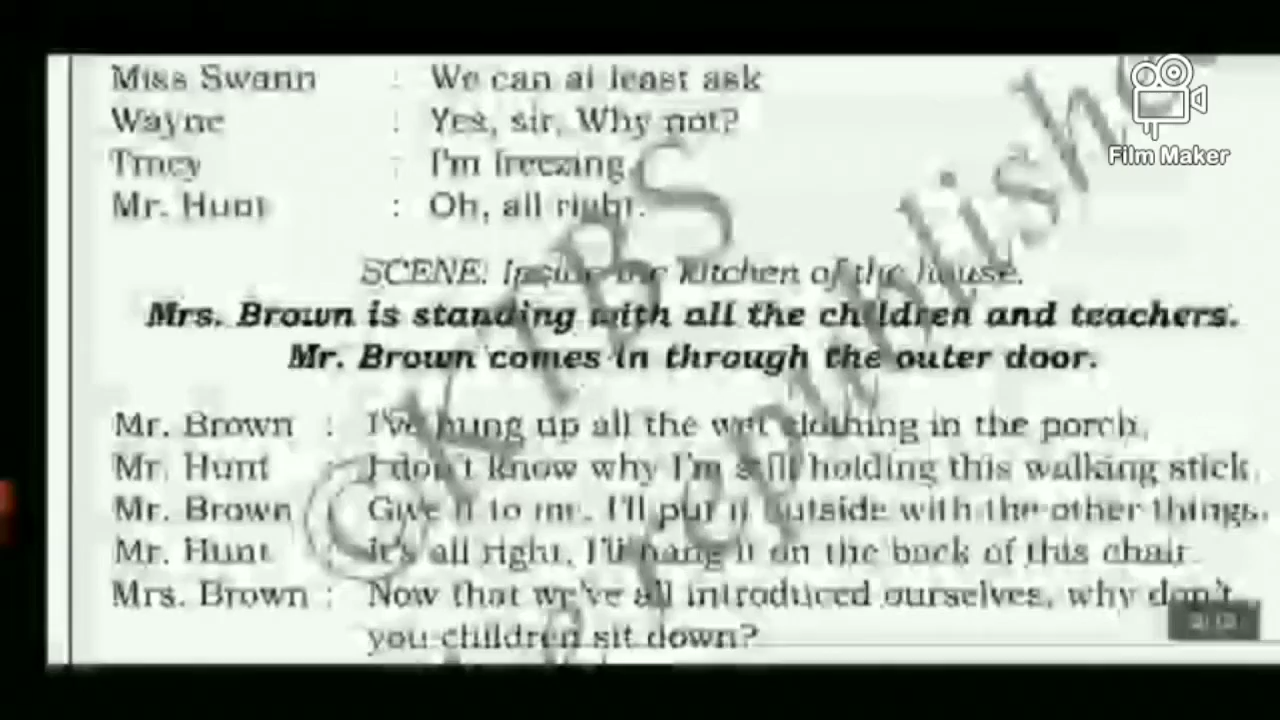 Miss Swann : We can at least ask
Film Maker
Wayne : Yes, sir. Why not?
Tracy : I'm freezing.
Mr. Hunt : Oh, all right.
SCENE: Inside the kitchen of the house.
Mrs. Brown is standing with all the children and teachers.
Mr. Brown comes in through the outer door.
Mr. Brown : I've hung up all the wet clothing in the porch.
Mr. Hunt : I don't know why I'm still holding this walking stick.
Mr. Brown : Give it to me. I'll put it outside with the other things.
Mr. Hunt : It's all right, I'll hang it on the back of this chair.
Mrs. Brown : Now that we've all introduced ourselves, why don't
you children sit down?
©KTBS
republishe